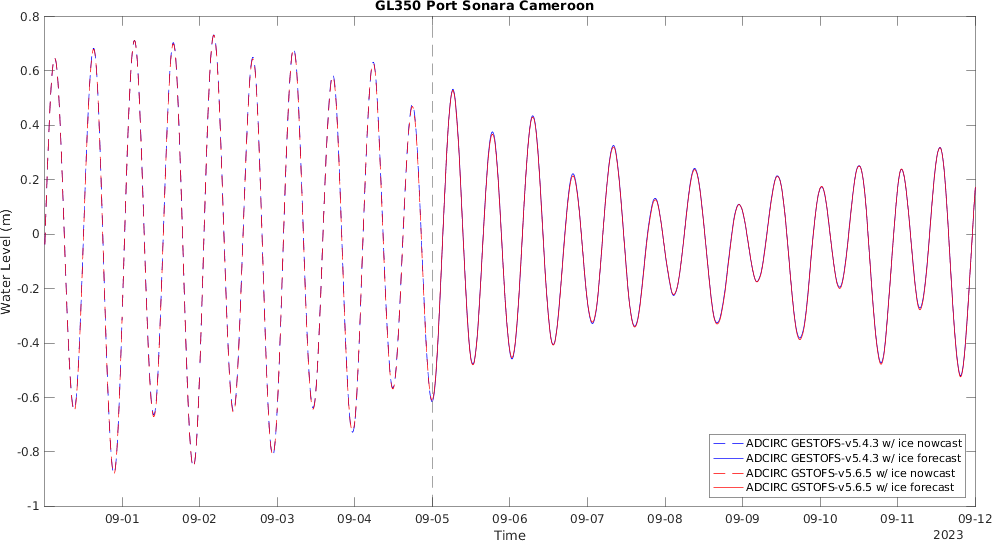 GL350 Port Sonara Cameroon
Water Level (m)
0.8
0.6
0.4
0.2
0
-0.2
-0.4
-0.6
-0.8
-1
ADCIRC GESTOFS-v5.4.3 w/ ice nowcast
ADCIRC GESTOFS-v5.4.3 w/ ice forecast
ADCIRC GSTOFS-v5.6.5 w/ ice nowcast
ADCIRC GSTOFS-v5.6.5 w/ ice forecast
09-01 09-02 09-03 09-04 09-05 09-06 09-07 09-08 09-09 09-10 09-11 09-12
Time
2023